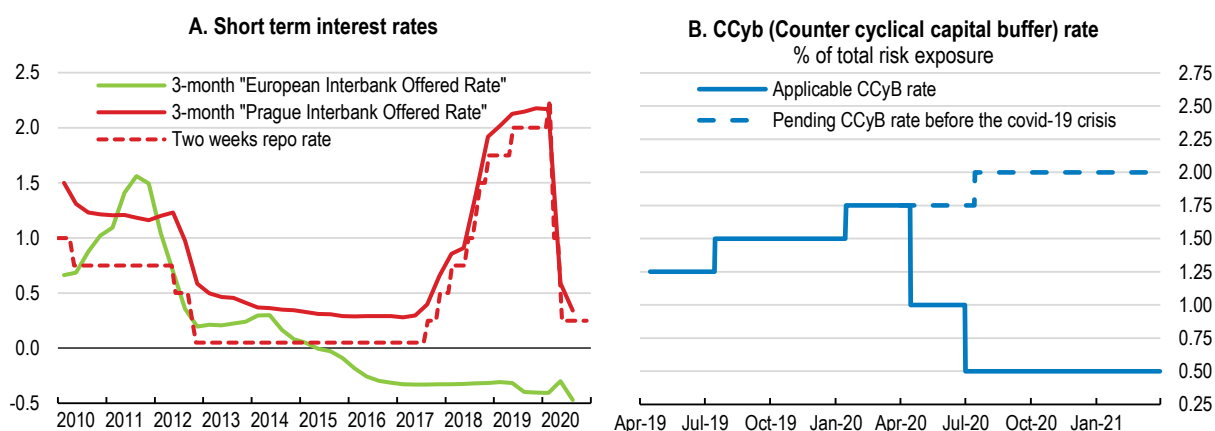 A. Short term interest rates
2.5
2.0
1.5
1.0
0.5
0.0
-0.5
3-month "European Interbank Offered Rate"
3-month "Prague Interbank Offered Rate"
Two weeks repo rate
2010 2011 2012 2013 2014 2015 2016 2017 2018 2019 2020
B. CCyb (Counter cyclical capital buffer) rate
% of total risk exposure
Applicable CCyB rate
Pending CCyB rate before the covid-19 crisis
2.75
2.50
2.25
2.00
1.75
1.50
1.25
1.00
0.75
0.50
0.25
Apr-19 Jul-19 Oct-19 Jan-20 Apr-20 Jul-20 Oct-20 Jan-21